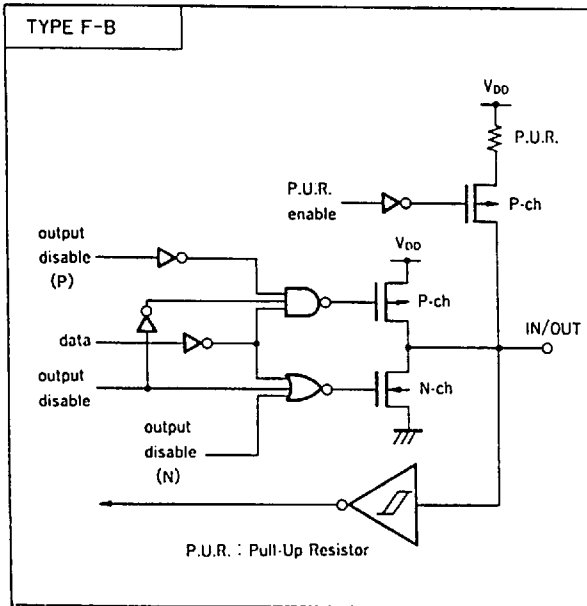 TYPE F-B
VDD
P.U.R.
P.U.R.
enable
P-ch
output
disable
(P)
VDD
P-ch
IN/OUT
data
output
disable
N-ch
output
disable
(N)
P.U.R. : Pull-Up Resistor